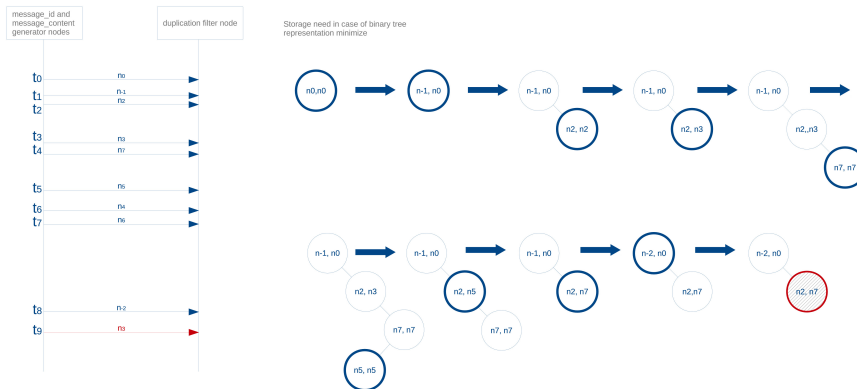 message_id and
message_content
generator nodes
duplication filter node
Storage need in case of binary tree
representation minimize
t0
n0
t1
n-1
t2
n2
t3
n3
t4
n7
t5
n5
t6
n4
t7
n6
t8
n-2
t9
n3
n0,n0
n-1, n0
n-1, n0
n2, n2
n-1, n0
n2, n3
n-1, n0
n2,,n3
n7, n7
n-1, n0
n2, n3
n7, n7
n5, n5
n-1, n0
n2, n5
n7, n7
n-1, n0
n2, n7
n-2, n0
n2,n7
n-2, n0
n2, n7